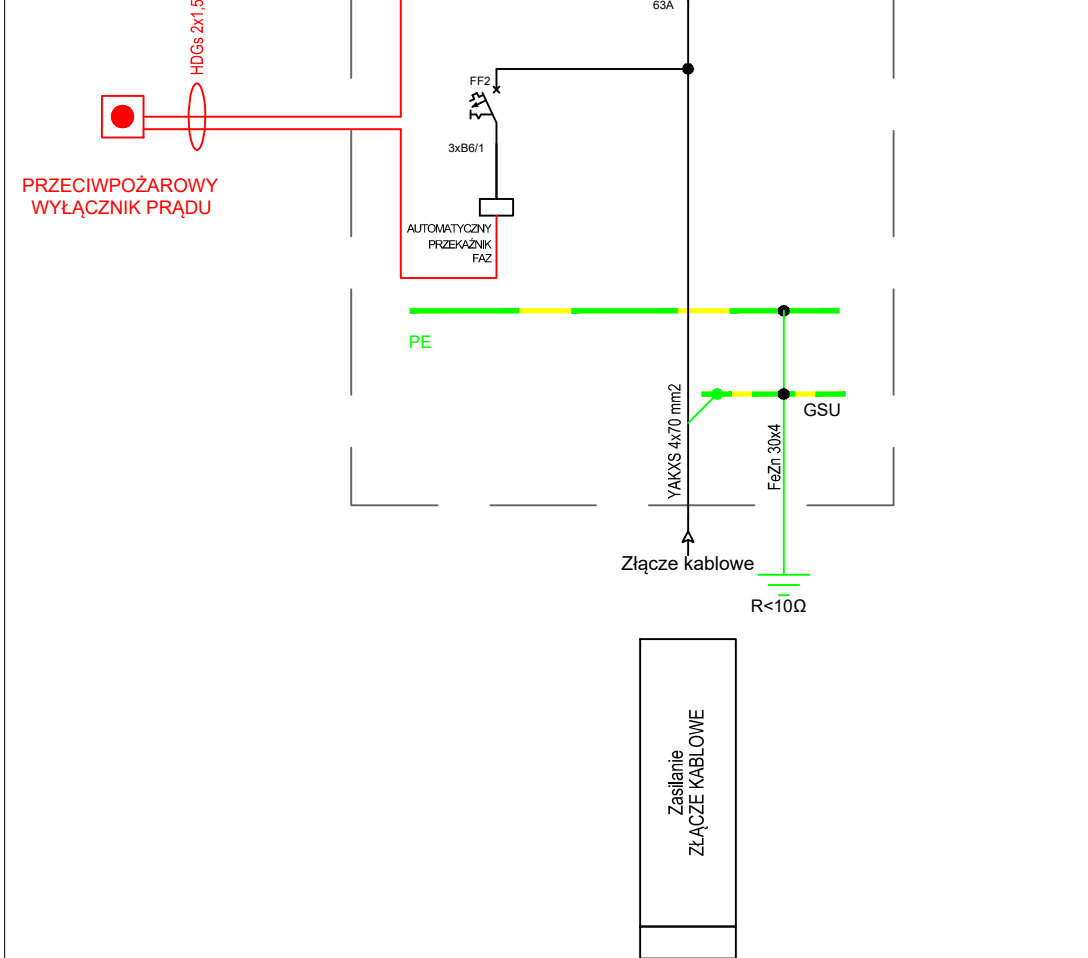 63A
HDGs 2x1,5
FF2
3xB6/1
PRZECIWPOŻAROWY
WYŁĄCZNIK PRĄDU
AUTOMATYCZNY
PRZEKAŹNIK
FAZ
PE
YAKXS 4x70 mm2
GSU
FeZn 30x4
Złącze kablowe
R<10Ω
Zasilanie
ZŁĄCZE KABLOWE